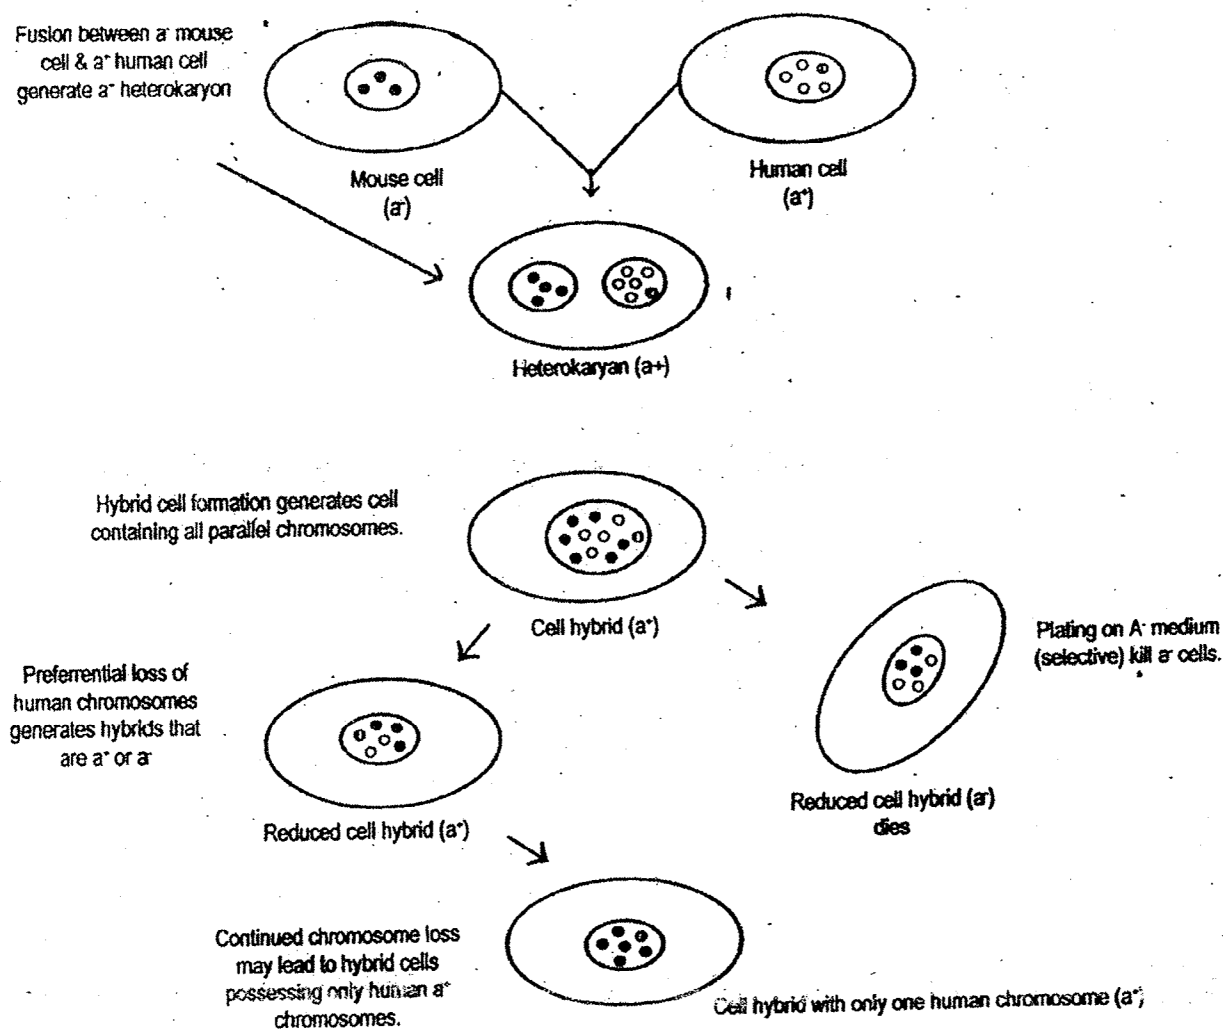 Fusion between a⁻ mouse
cell & a⁺ human cell
generate a⁺ heterokaryon
Mouse cell
(a⁻)
Human cell
(a⁺)
Heterokaryan (a+)
Hybrid cell formation generates cell
containing all parallel chromosomes.
Cell hybrid (a⁺)
Plating on A⁻ medium
(selective) kill a⁻ cells.
Preferrential loss of
human chromosomes
generates hybrids that
are a⁺ or a⁻
Reduced cell hybrid (a⁺)
Reduced cell hybrid (a⁻)
dies
Continued chromosome loss
may lead to hybrid cells
possessing only human a⁺
chromosomes.
Cell hybrid with only one human chromosome (a⁺)